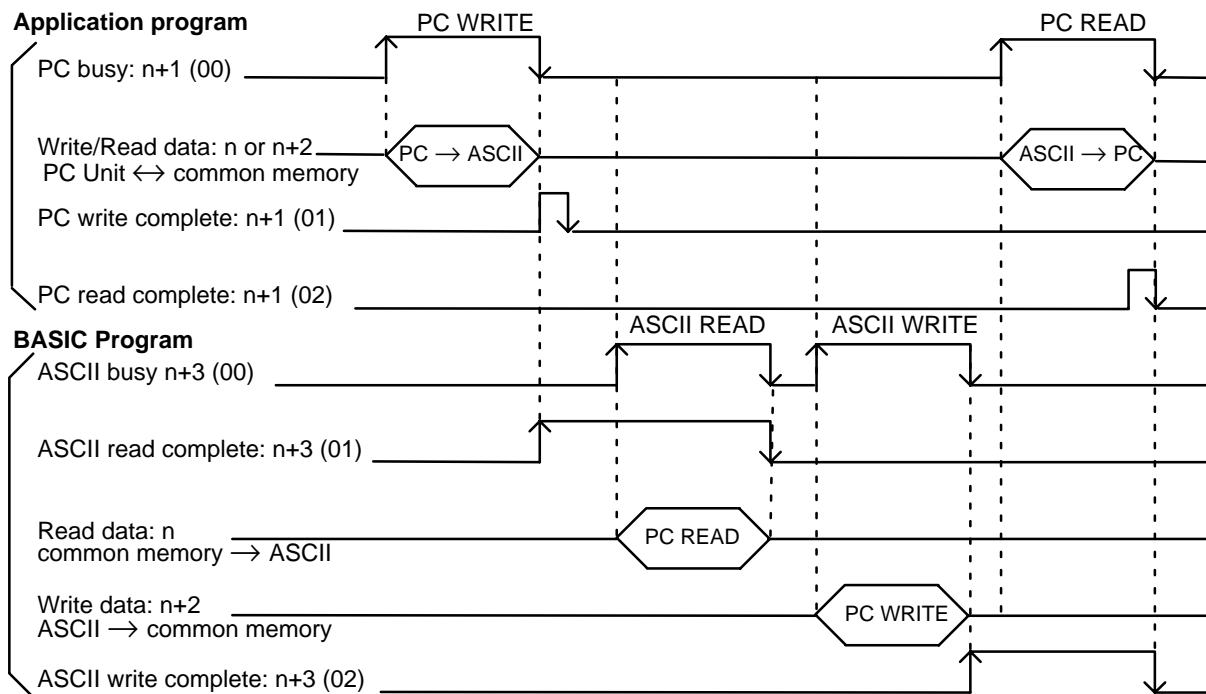 Application program
PC WRITE
PC READ
PC busy: n+1 (00)
Write/Read data: n or n+2
PC Unit ↔ common memory
PC → ASCII
ASCII → PC
PC write complete: n+1 (01)
PC read complete: n+1 (02)
BASIC Program
ASCII READ
ASCII WRITE
ASCII busy n+3 (00)
ASCII read complete: n+3 (01)
Read data: n
common memory → ASCII
PC READ
Write data: n+2
ASCII → common memory
PC WRITE
ASCII write complete: n+3 (02)